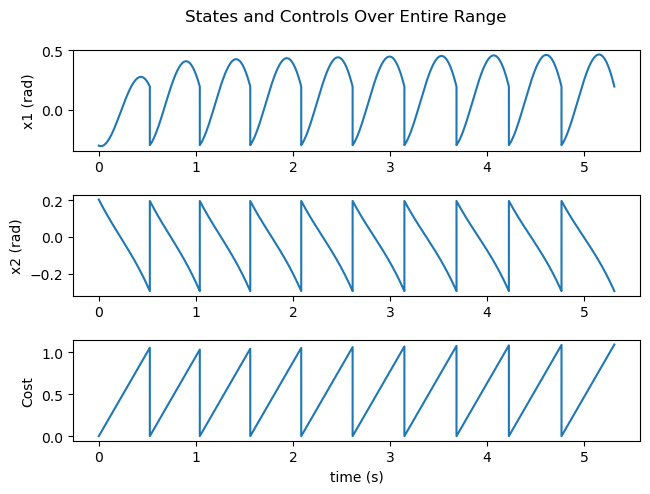 States and Controls Over Entire Range
x1 (rad)
0.5
0.0
0 1 2 3 4 5
x2 (rad)
0.2
0.0
−0.2
0 1 2 3 4 5
Cost
1.0
0.5
0.0
0 1 2 3 4 5
time (s)